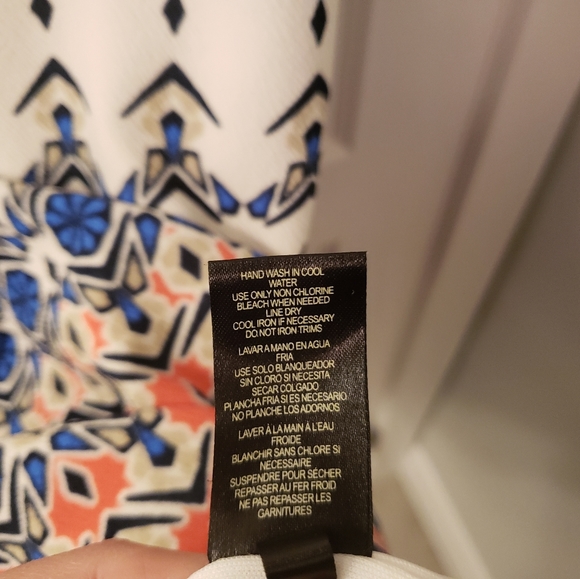 HAND WASH IN COOL
WATER
USE ONLY NON CHLORINE
BLEACH WHEN NEEDED
LINE DRY
COOL IRON IF NECESSARY
DO NOT IRON TRIMS
LAVAR A MANO EN AGUA
FRIA
USE SOLO BLANQUEADOR
SIN CLORO SI NECESITA
SECAR COLGADO
PLANCHA FRIA SI ES NECESARIO
NO PLANCHE LOS ADORNOS
LAVER À LA MAIN À L'EAU
FROIDE
BLANCHIR SANS CHLORE SI
NECESSAIRE
SUSPENDRE POUR SÉCHER
REPASSER AU FER FROID
NE PAS REPASSER LES
GARNITURES